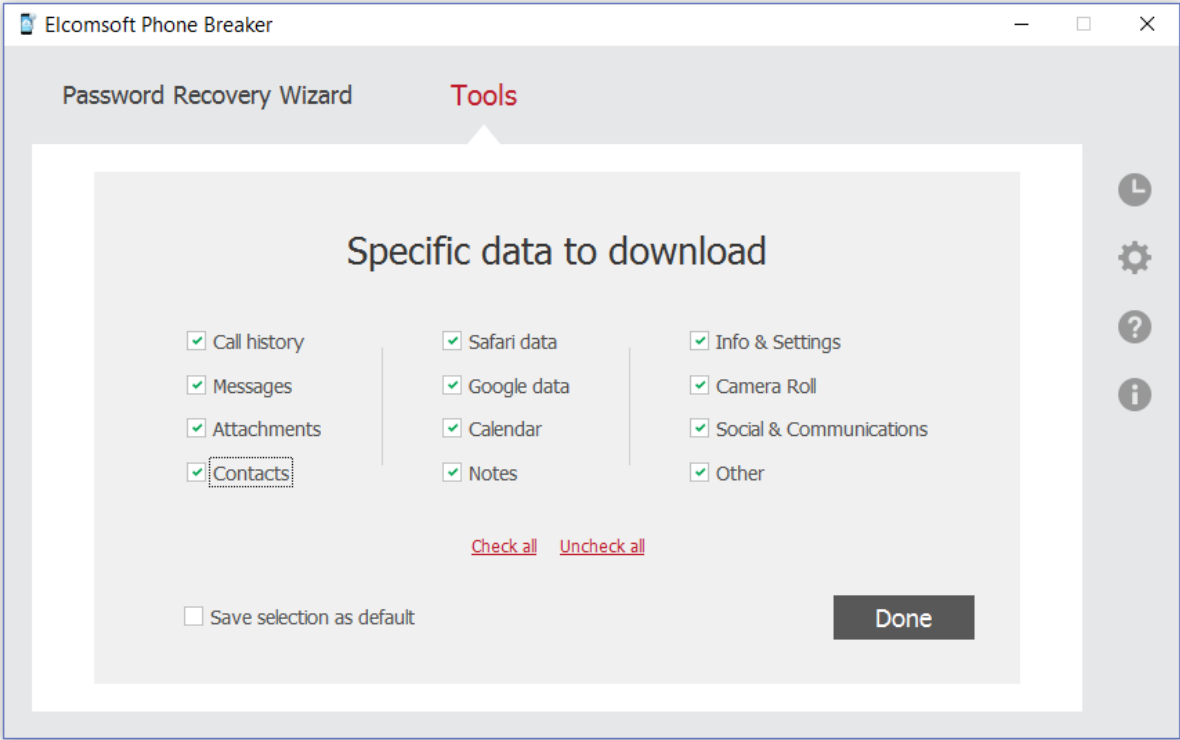 Elcomsoft Phone Breaker
Password Recovery Wizard
Tools
Specific data to download
Call history
Messages
Attachments
Contacts
Safari data
Google data
Calendar
Notes
Info & Settings
Camera Roll
Social & Communications
Other
Check all
Uncheck all
Save selection as default
Done